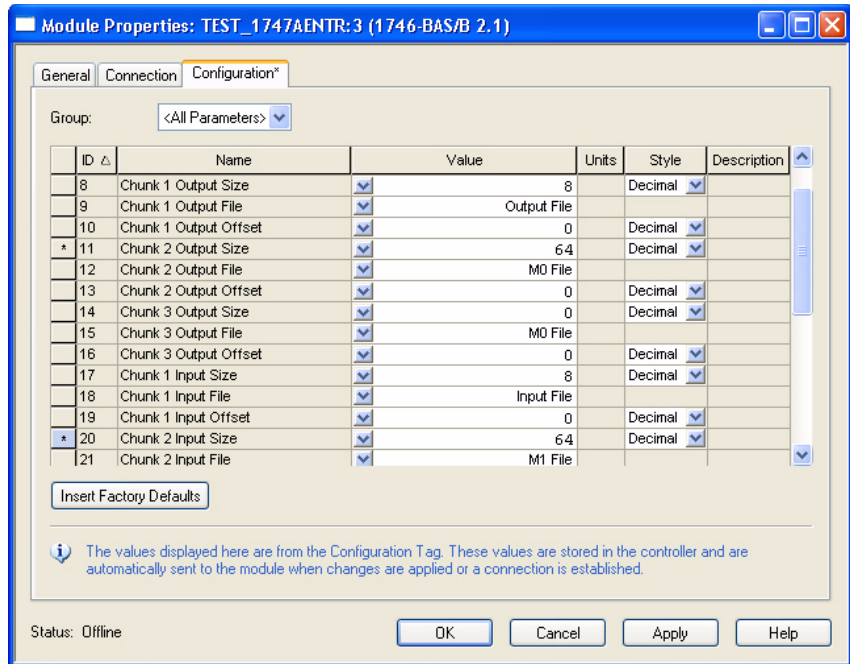 Module Properties: TEST_1747AENTR:3 (1746-BAS/B 2.1)
General Connection Configuration*
Group: <All Parameters>
ID Name Value Units Style Description
8 Chunk 1 Output Size 8 Decimal
9 Chunk 1 Output File Output File
10 Chunk 1 Output Offset 0 Decimal
* 11 Chunk 2 Output Size 64 Decimal
12 Chunk 2 Output File M0 File
13 Chunk 2 Output Offset 0 Decimal
14 Chunk 3 Output Size 0 Decimal
15 Chunk 3 Output File M0 File
16 Chunk 3 Output Offset 0 Decimal
17 Chunk 1 Input Size 8 Decimal
18 Chunk 1 Input File Input File
19 Chunk 1 Input Offset 0 Decimal
* 20 Chunk 2 Input Size 64 Decimal
21 Chunk 2 Input File M1 File
Insert Factory Defaults
The values displayed here are from the Configuration Tag. These values are stored in the controller and are
automatically sent to the module when changes are applied or a connection is established.
Status: Offline OK Cancel Apply Help